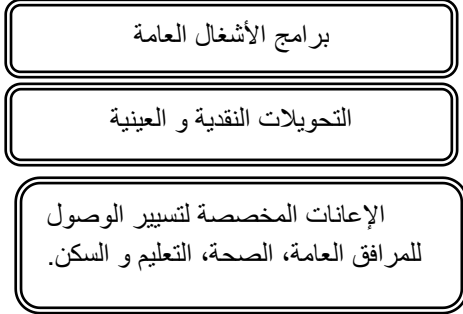 برامج الأشغال العامة
التحويلات النقدية و العينية
الإعانات المخصصة لتسيير الوصول
للمرافق العامة، الصحة، التعليم و السكن.